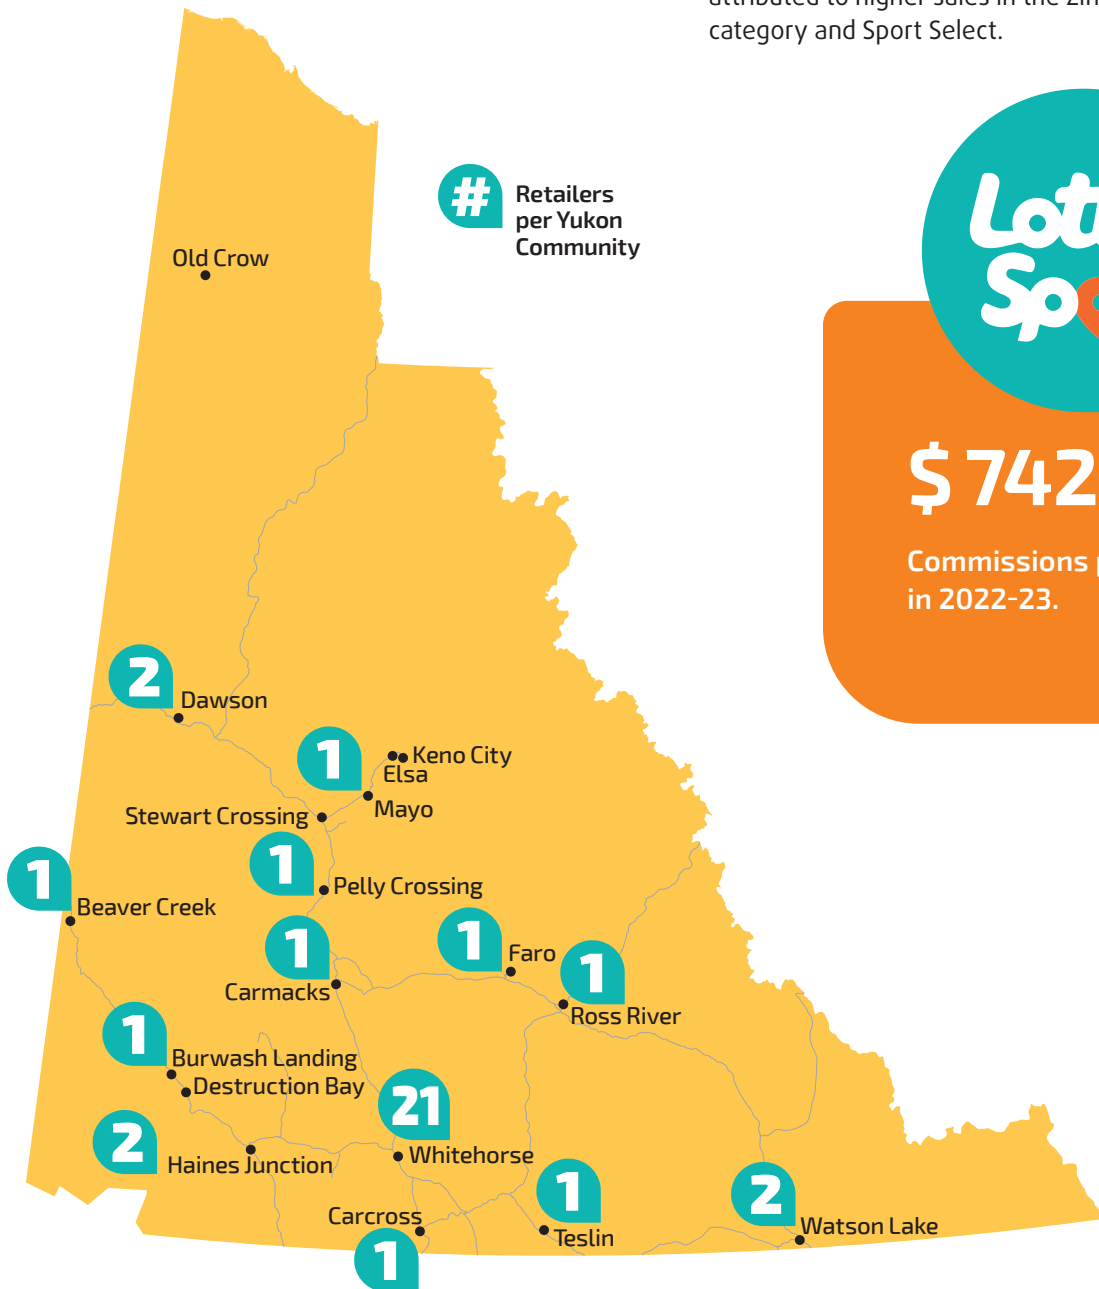 category and Sport Select.
#
Retailers
per Yukon
Community
Old Crow
$ 742
Commissions
in 2022-23.
2
Dawson
1
Keno City
Elsa
Mayo
Stewart Crossing
1
Pelly Crossing
1
Beaver Creek
1
Carmacks
1
Faro
1
Ross River
1
Burwash Landing
Destruction Bay
21
Whitehorse
2
Haines Junction
1
Teslin
2
Watson Lake
Carcross
1